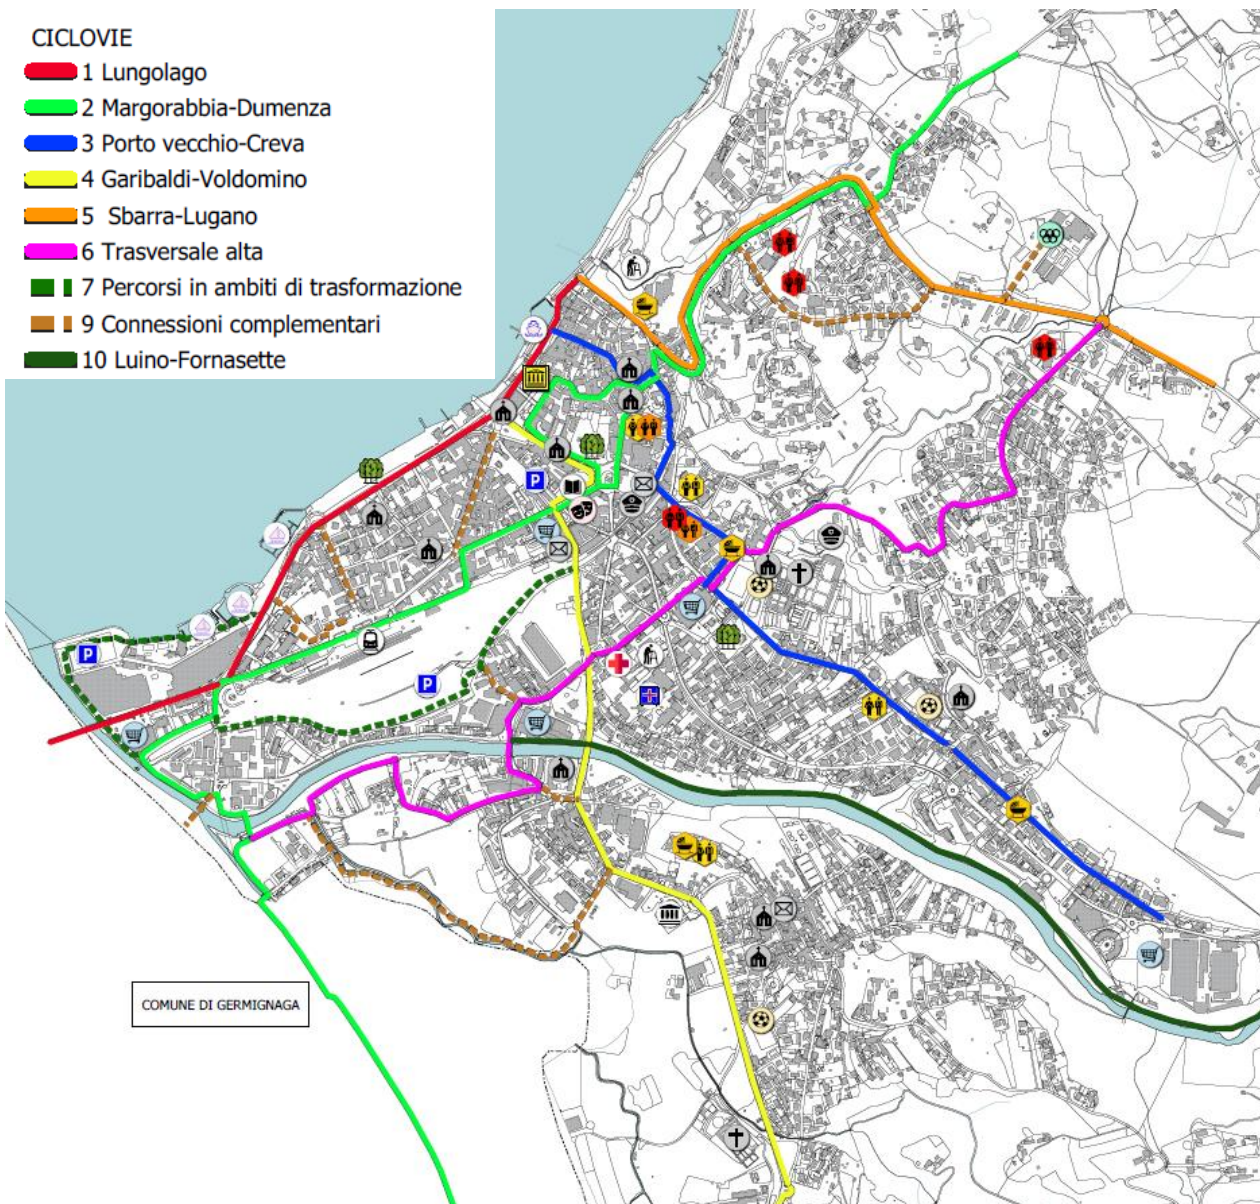 CICLOVIE
1 Lungolago
2 Margorabbia-Dumenza
3 Porto vecchio-Creva
4 Garibaldi-Voldomino
5 Sbarra-Lugano
6 Trasversale alta
7 Percorsi in ambiti di trasformazione
9 Connessioni complementari
10 Luino-Fornasette
P
P
P
COMUNE DI GERMIGNAGA